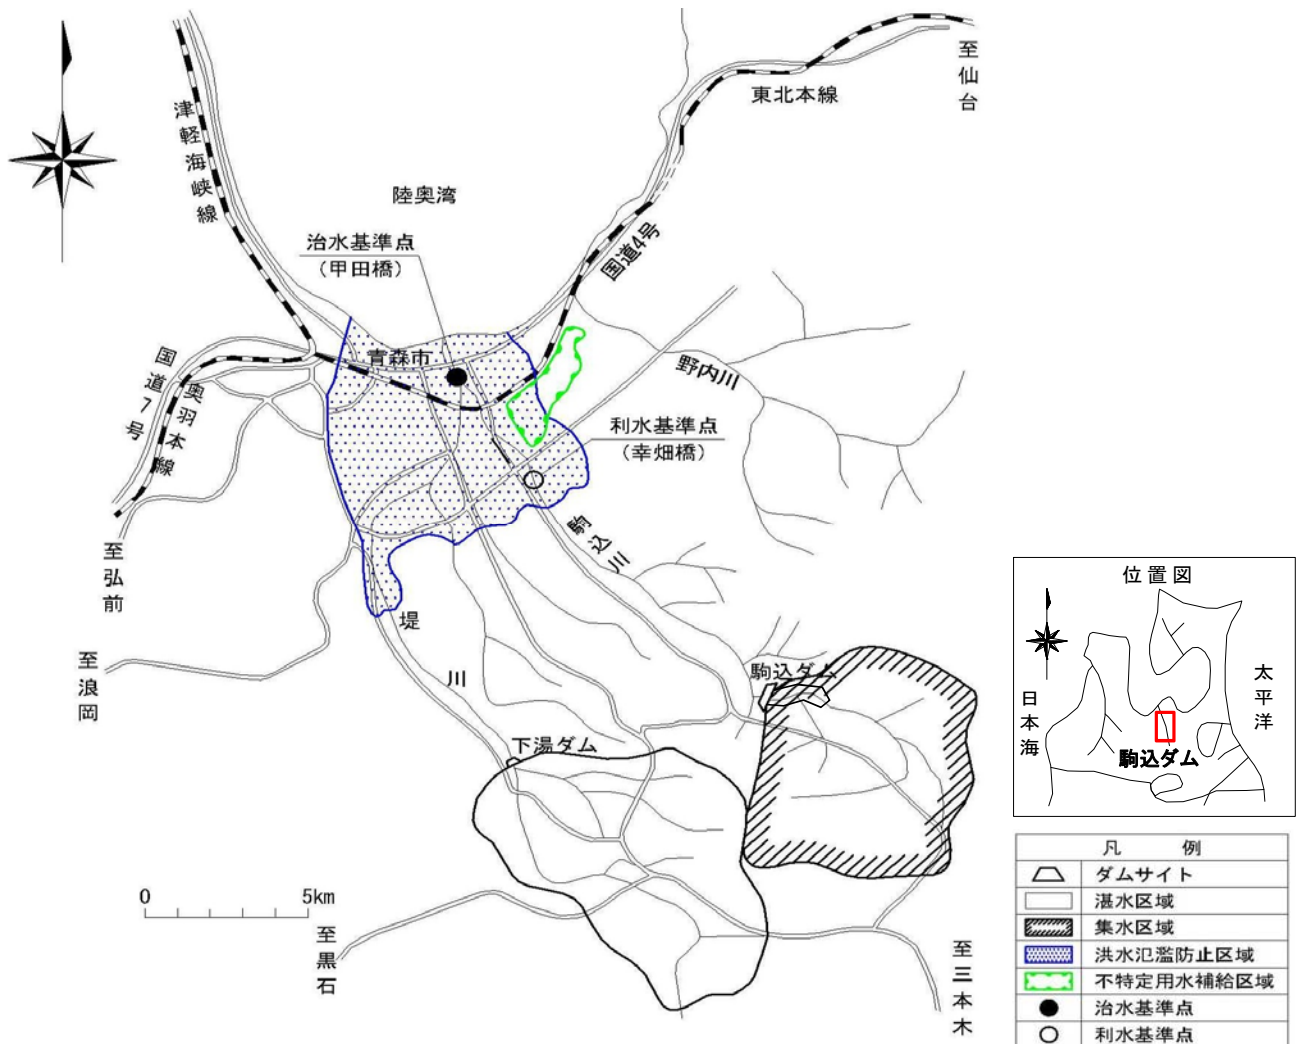 至仙台
東北本線
津軽海峡線
陸奥湾
治水基準点
（甲田橋）
国道4号
青森市
国道7号
奥羽本線
野内川
利水基準点
（幸畑橋）
駒込川
至弘前
堤川
至浪岡
駒込ダム
下湯ダム
0 5km
至黒石
至三本木
位置図
日本海
太平洋
駒込ダム
凡 例
ダムサイト
湛水区域
集水区域
洪水氾濫防止区域
不特定用水補給区域
治水基準点
利水基準点